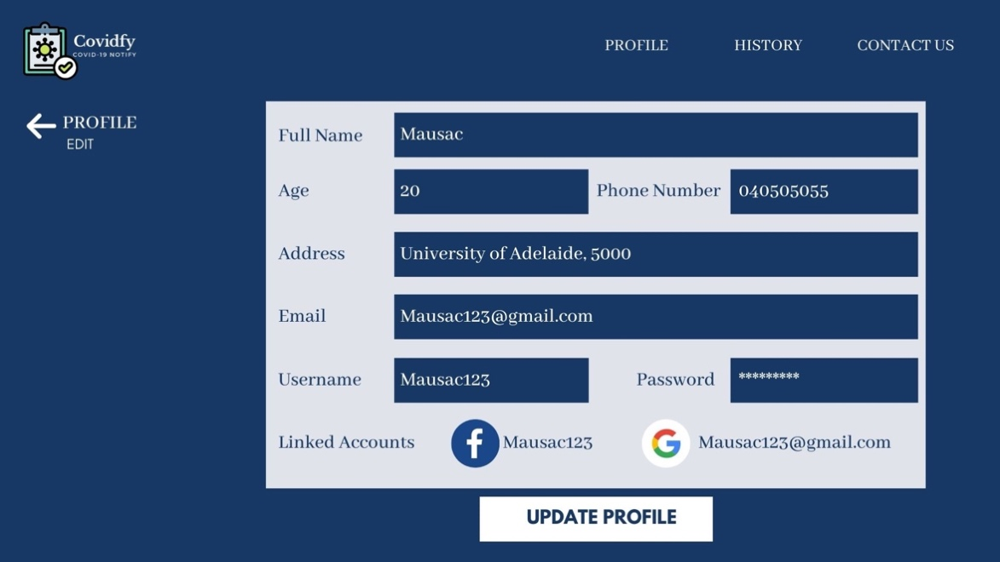 Covidfy
COVID-19 NOTIFY
PROFILE HISTORY CONTACT US
PROFILE
EDIT
Full Name Mausac
Age 20 Phone Number 040505055
Address University of Adelaide, 5000
Email Mausac123@gmail.com
Username Mausac123 Password *********
Linked Accounts Mausac123 Mausac123@gmail.com
UPDATE PROFILE